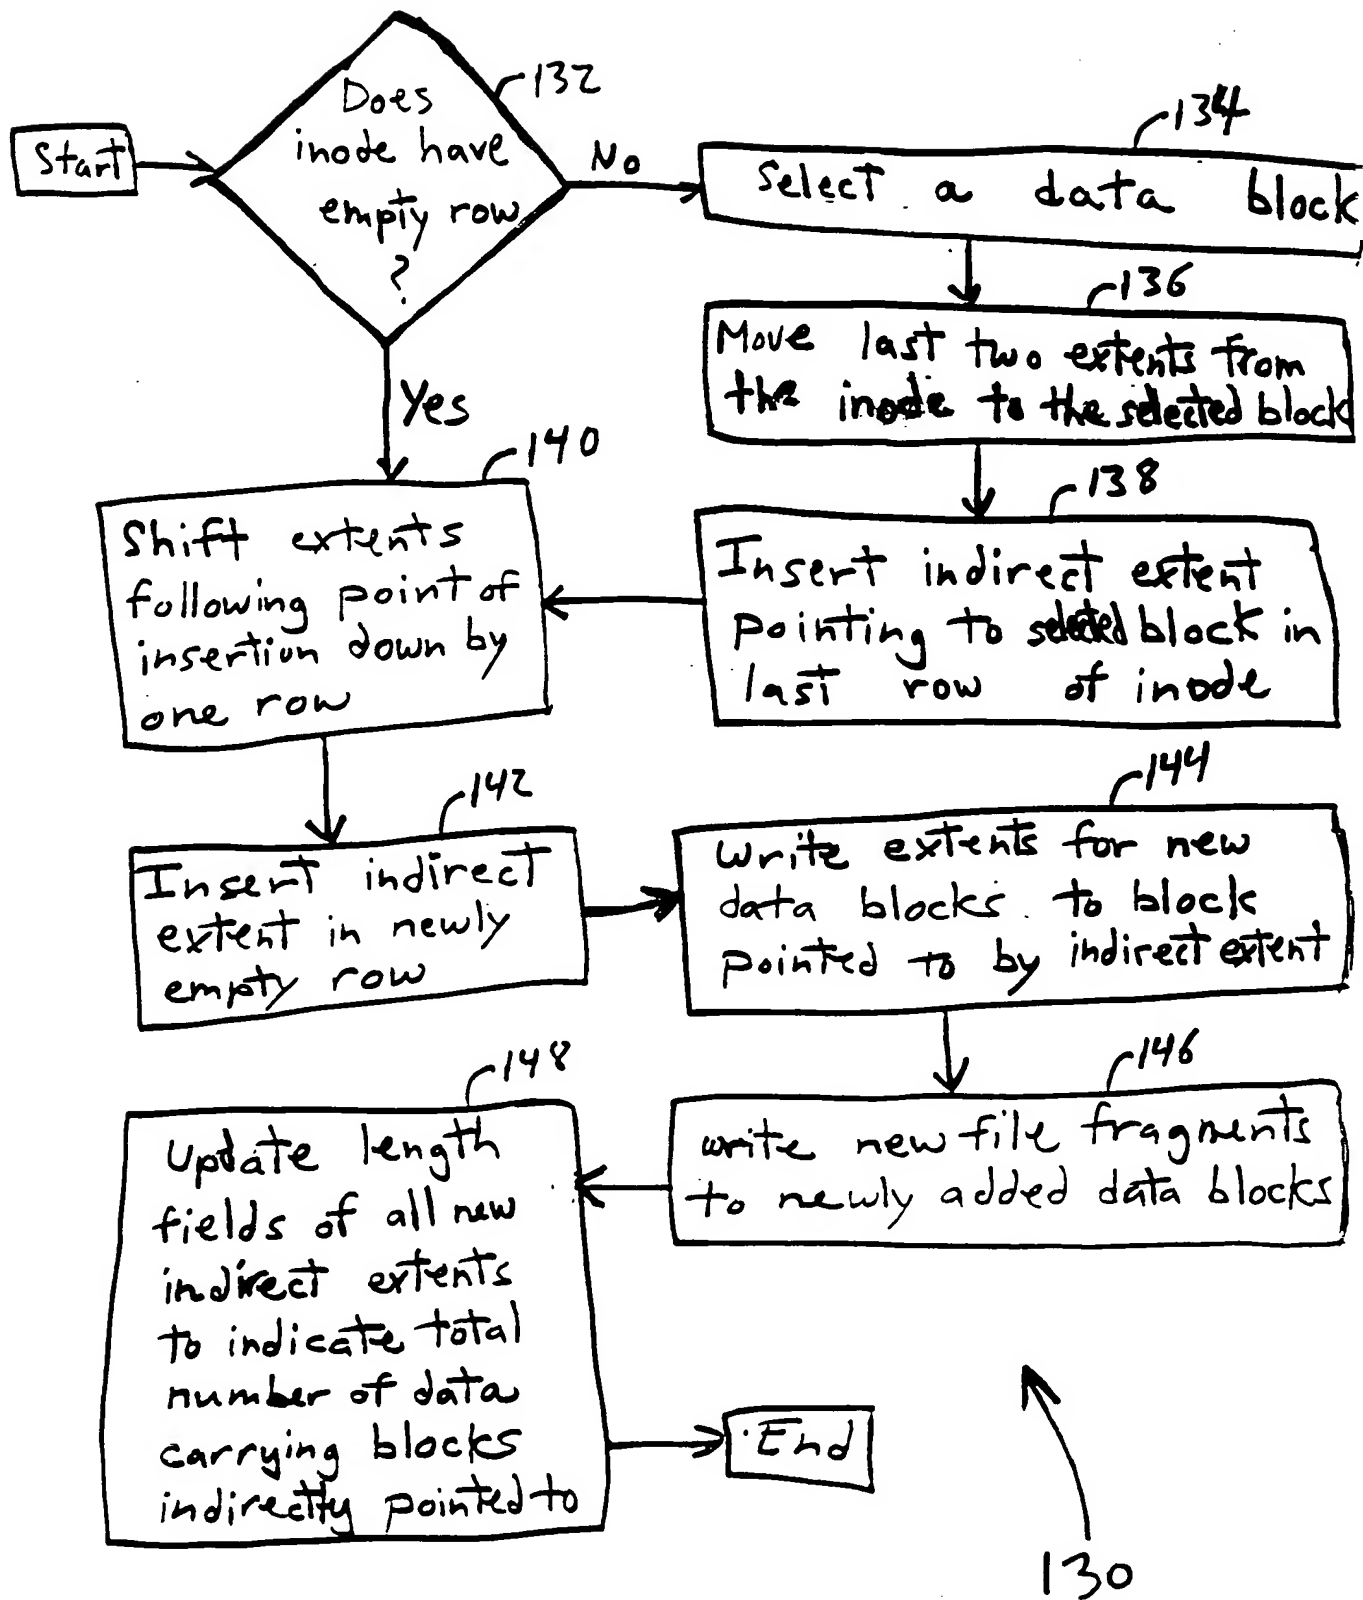 Start
Does
inode have
empty row
?
132
No
Yes
134
Select a data block
136
Move last two extents from
the inode to the selected block
138
Insert indirect extent
pointing to selected block in
last row of inode
140
Shift extents
following point of
insertion down by
one row
142
Insert indirect
extent in newly
empty row
144
Write extents for new
data blocks to block
pointed to by indirect extent
146
write new file fragments
to newly added data blocks
148
Update length
fields of all new
indirect extents
to indicate total
number of data
carrying blocks
indirectly pointed to
End
130